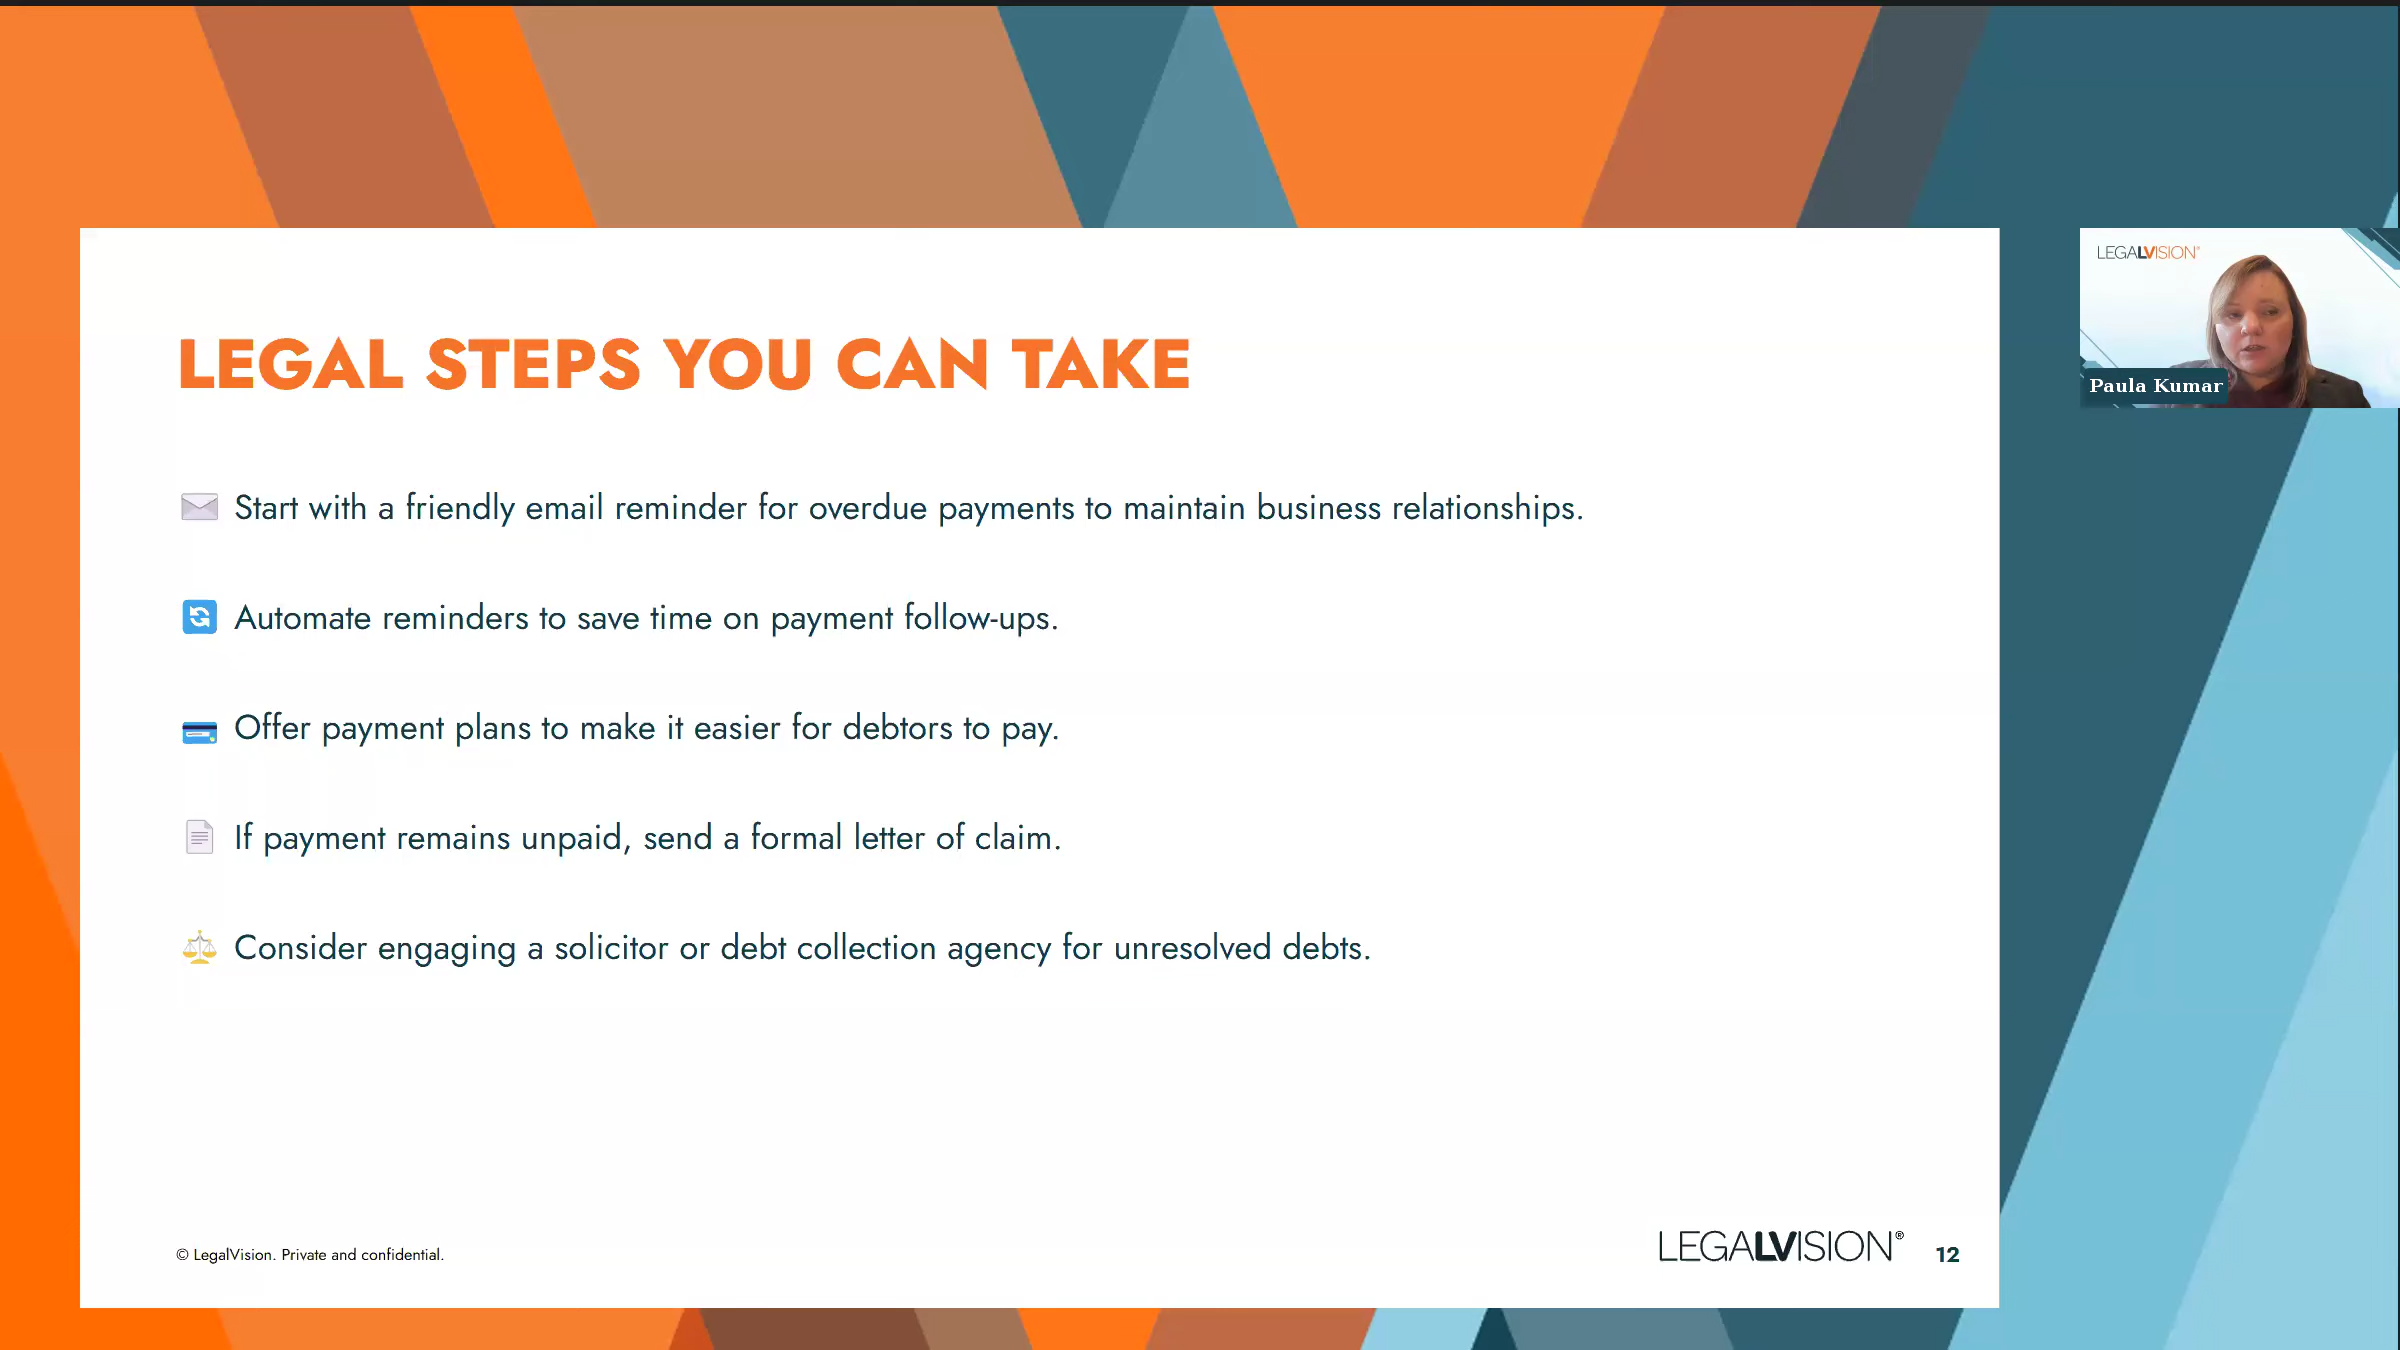 LEGAL STEPS YOU CAN TAKE
Start with a friendly email reminder for overdue payments to maintain business relationships.
Automate reminders to save time on payment follow-ups.
Offer payment plans to make it easier for debtors to pay.
If payment remains unpaid, send a formal letter of claim.
Consider engaging a solicitor or debt collection agency for unresolved debts.
© LegalVision. Private and confidential.
LEGALVISION®
12
LEGALVISION®
Paula Kumar